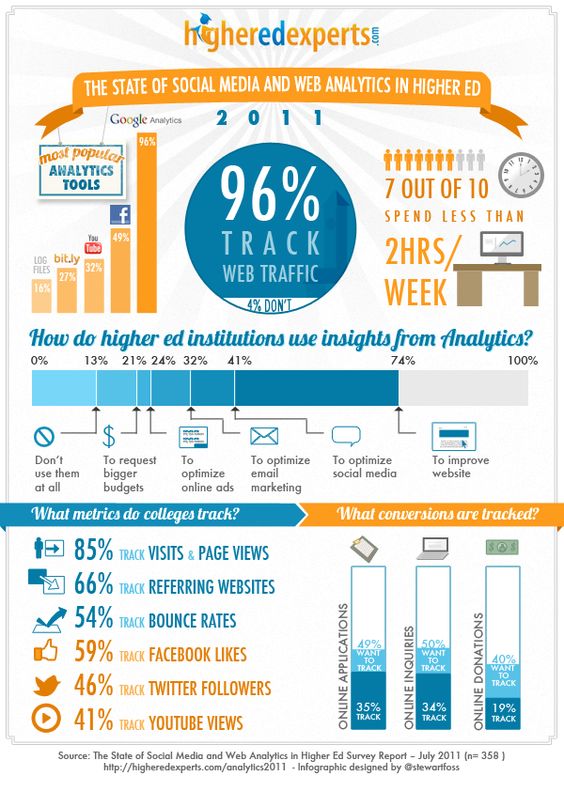 higheredexperts.com
THE STATE OF SOCIAL MEDIA AND WEB ANALYTICS IN HIGHER ED
2011
most popular
ANALYTICS
TOOLS
LOG
FILES
16%
bit.ly
27%
You
Tube
32%
f
49%
Google Analytics
96%
96%
TRACK
WEB TRAFFIC
4% DON'T
7 OUT OF 10
SPEND LESS THAN
2HRS/
WEEK
How do higher ed institutions use insights from Analytics?
0% 13% 21% 24% 32% 41% 74% 100%
Don't
use them
at all
To request
bigger
budgets
To
optimize
online ads
To optimize
email
marketing
To optimize
social media
To improve
website
What metrics do colleges track?
85% TRACK VISITS & PAGE VIEWS
66% TRACK REFERRING WEBSITES
54% TRACK BOUNCE RATES
59% TRACK FACEBOOK LIKES
46% TRACK TWITTER FOLLOWERS
41% TRACK YOUTUBE VIEWS
What conversions are tracked?
ONLINE APPLICATIONS
49%
WANT TO
TRACK
35%
TRACK
ONLINE INQUIRIES
50%
WANT TO
TRACK
34%
TRACK
ONLINE DONATIONS
40%
WANT TO
TRACK
19%
TRACK
Source: The State of Social Media and Web Analytics in Higher Ed Survey Report – July 2011 (n= 358 )
http://higheredexperts.com/analytics2011 - Infographic designed by @stewartfoss